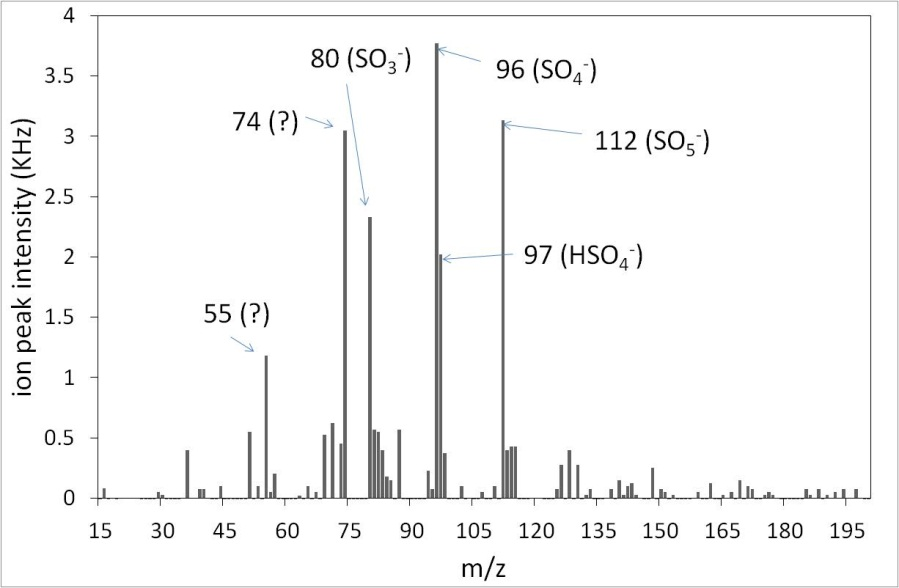 4
3.5
3
2.5
2
1.5
1
0.5
0
ion peak intensity (KHz)
80 (SO₃⁻)
96 (SO₄⁻)
74 (?)
112 (SO₅⁻)
97 (HSO₄⁻)
55 (?)
15 30 45 60 75 90 105 120 135 145 165 180 195
m/z